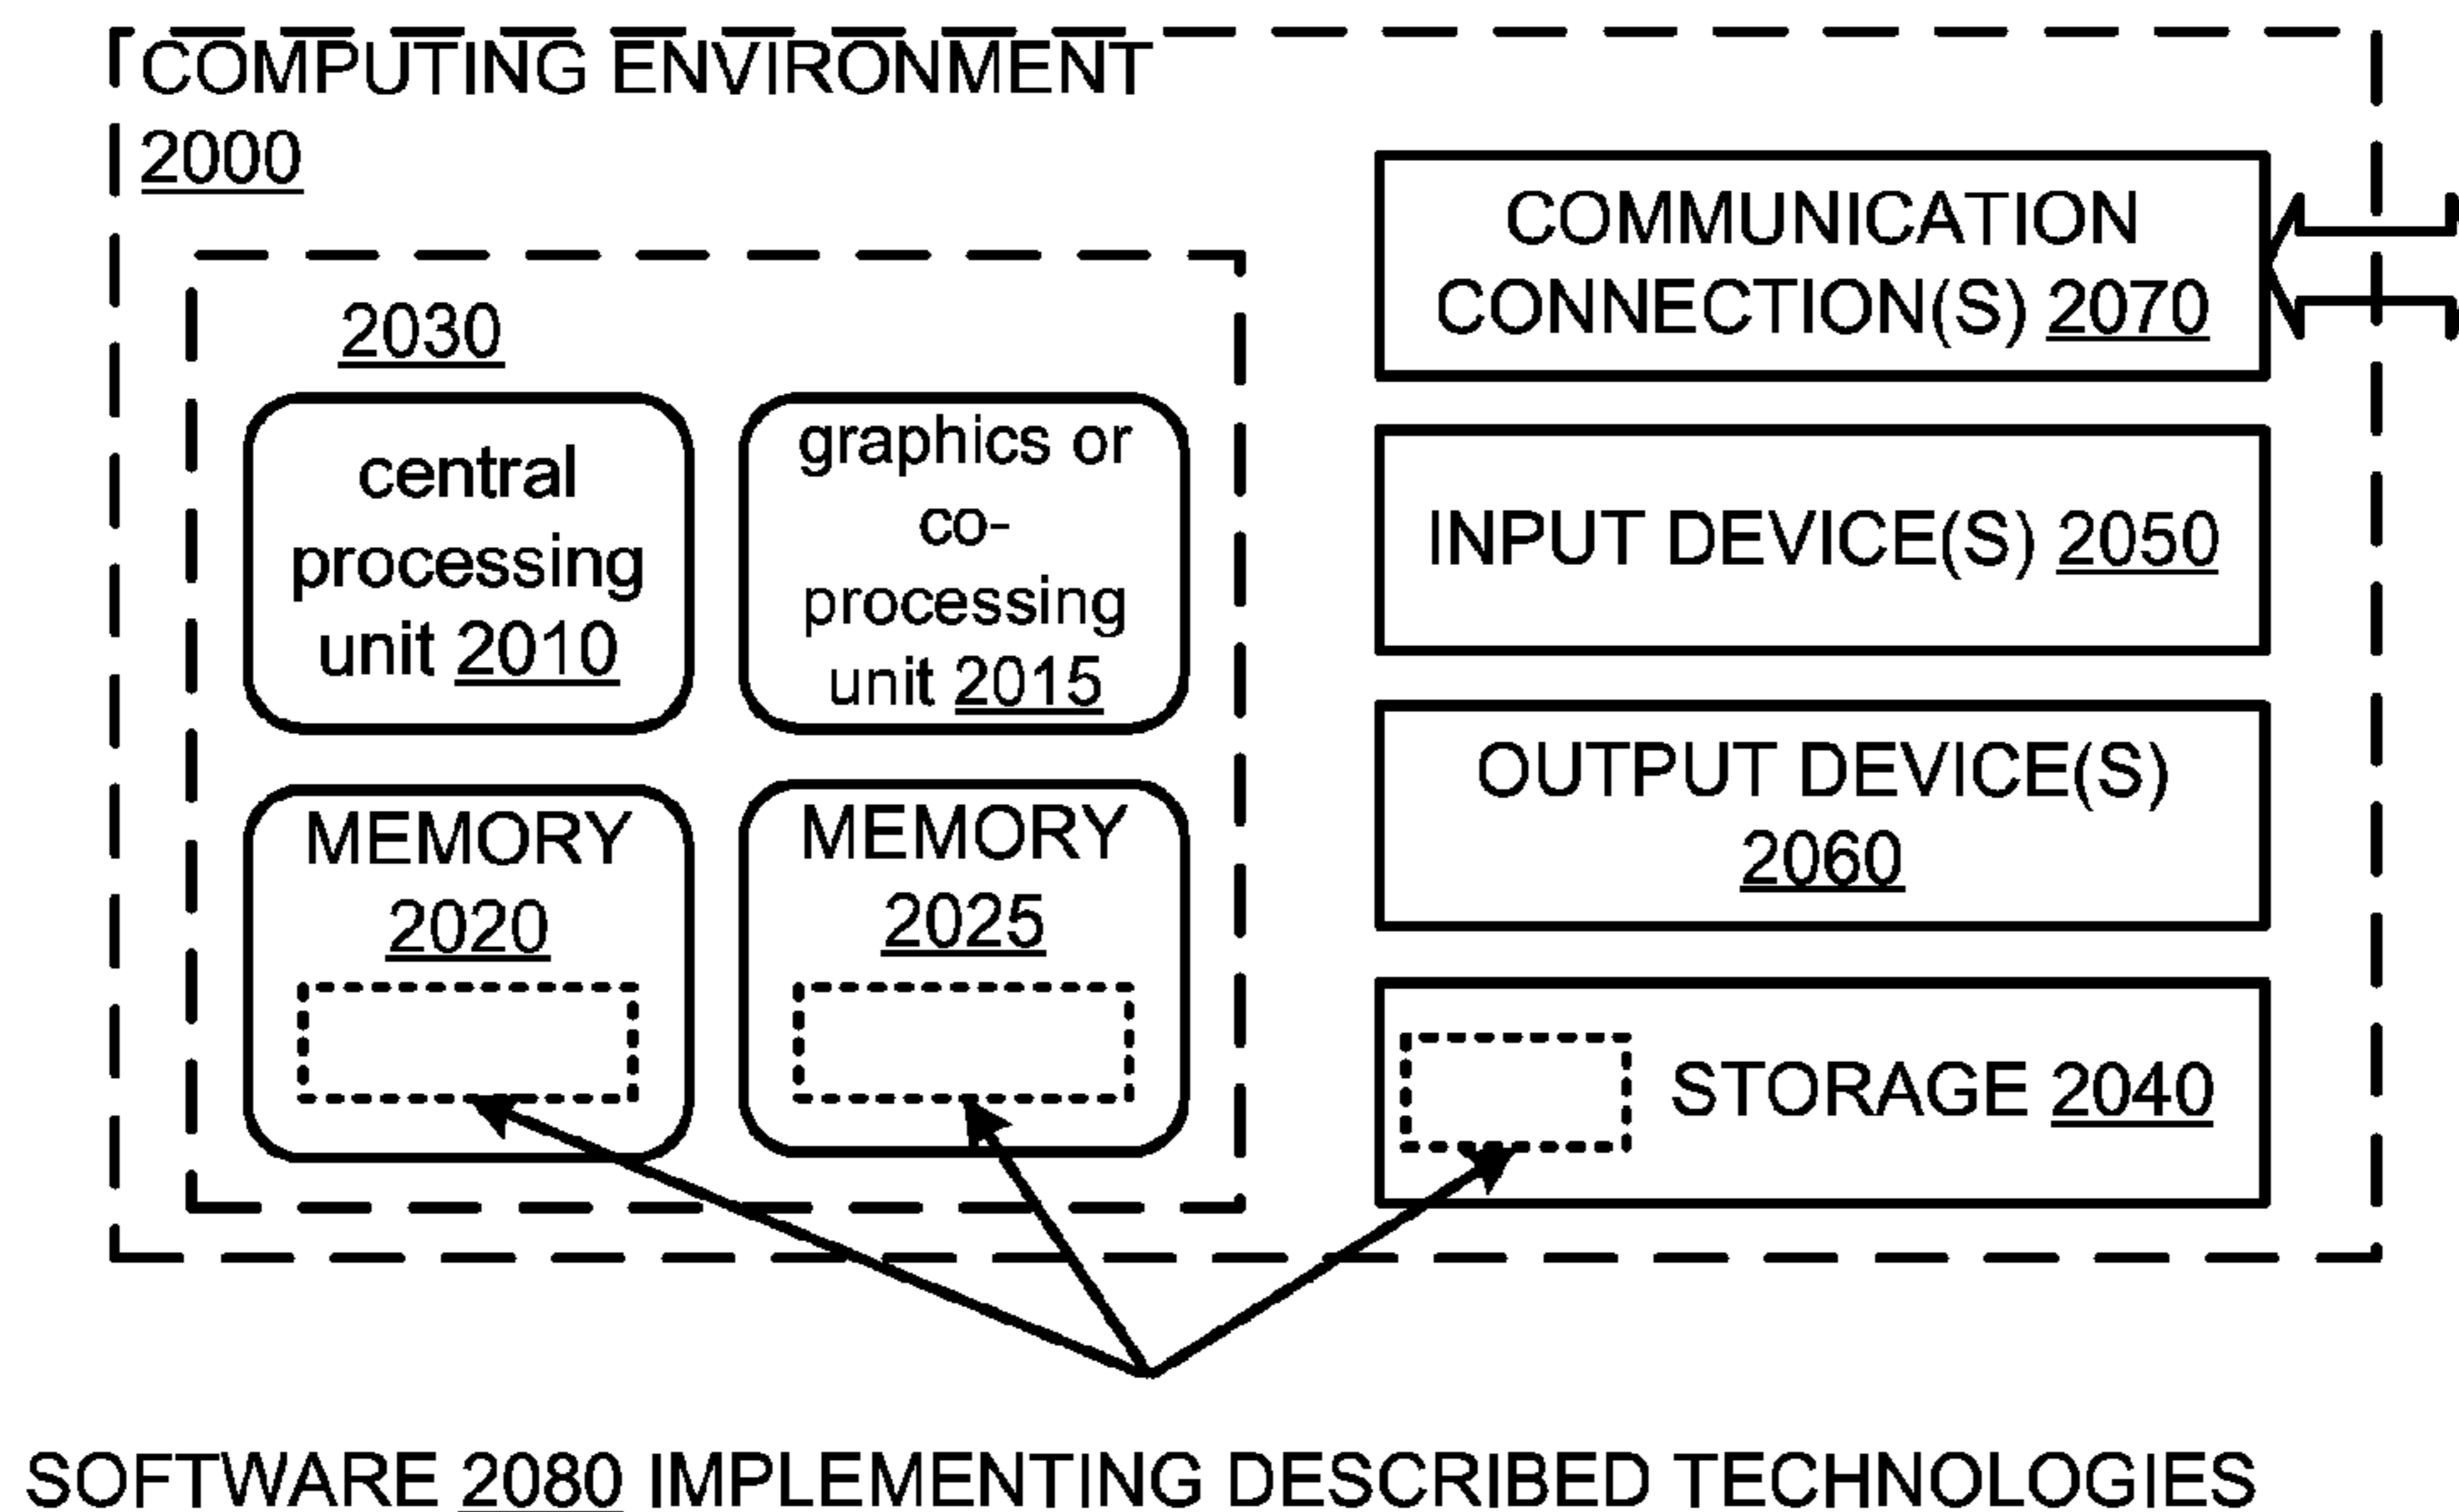 COMPUTING ENVIRONMENT
2000
2030
central
processing
unit 2010
graphics or
co-
processing
unit 2015
MEMORY
2020
MEMORY
2025
COMMUNICATION
CONNECTION(S) 2070
INPUT DEVICE(S) 2050
OUTPUT DEVICE(S)
2060
STORAGE 2040
SOFTWARE 2080 IMPLEMENTING DESCRIBED TECHNOLOGIES